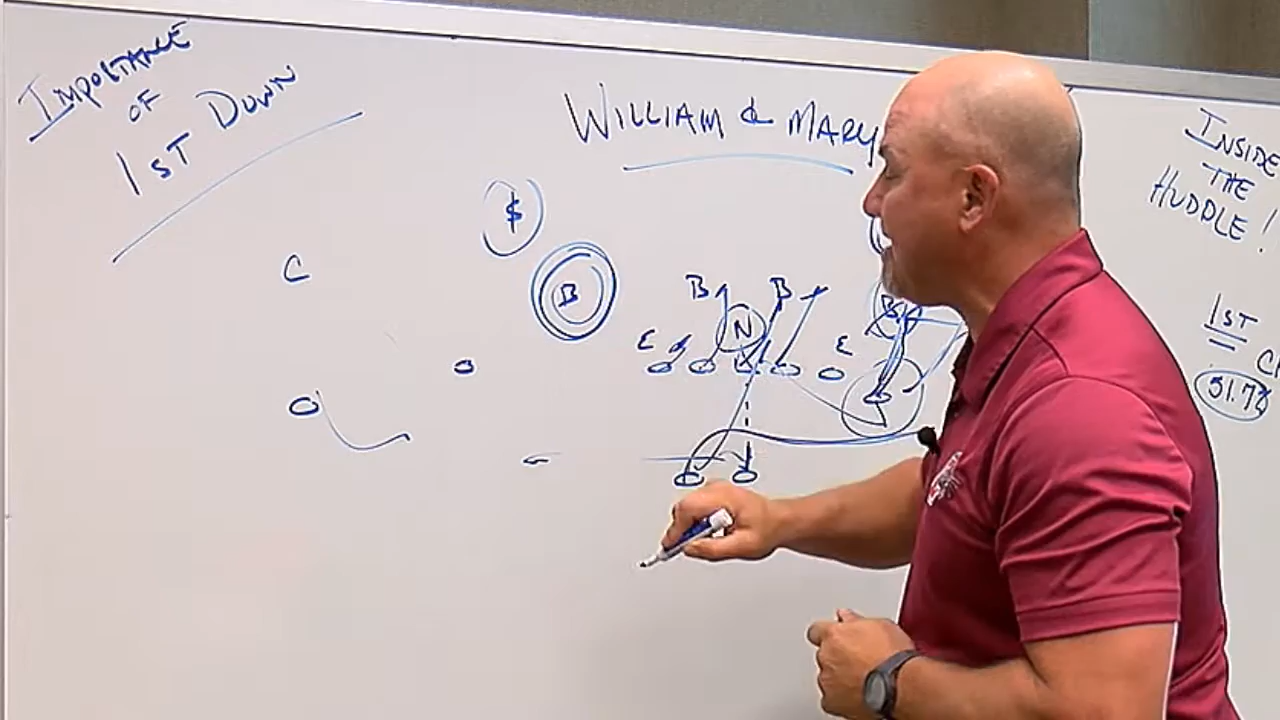 IMPORTANCE
OF
1ST DOWN
WILLIAM & MARY
INSIDE
THE
HUDDLE!
$
C
B
B
B
N
E
E
B
1ST
51.7%